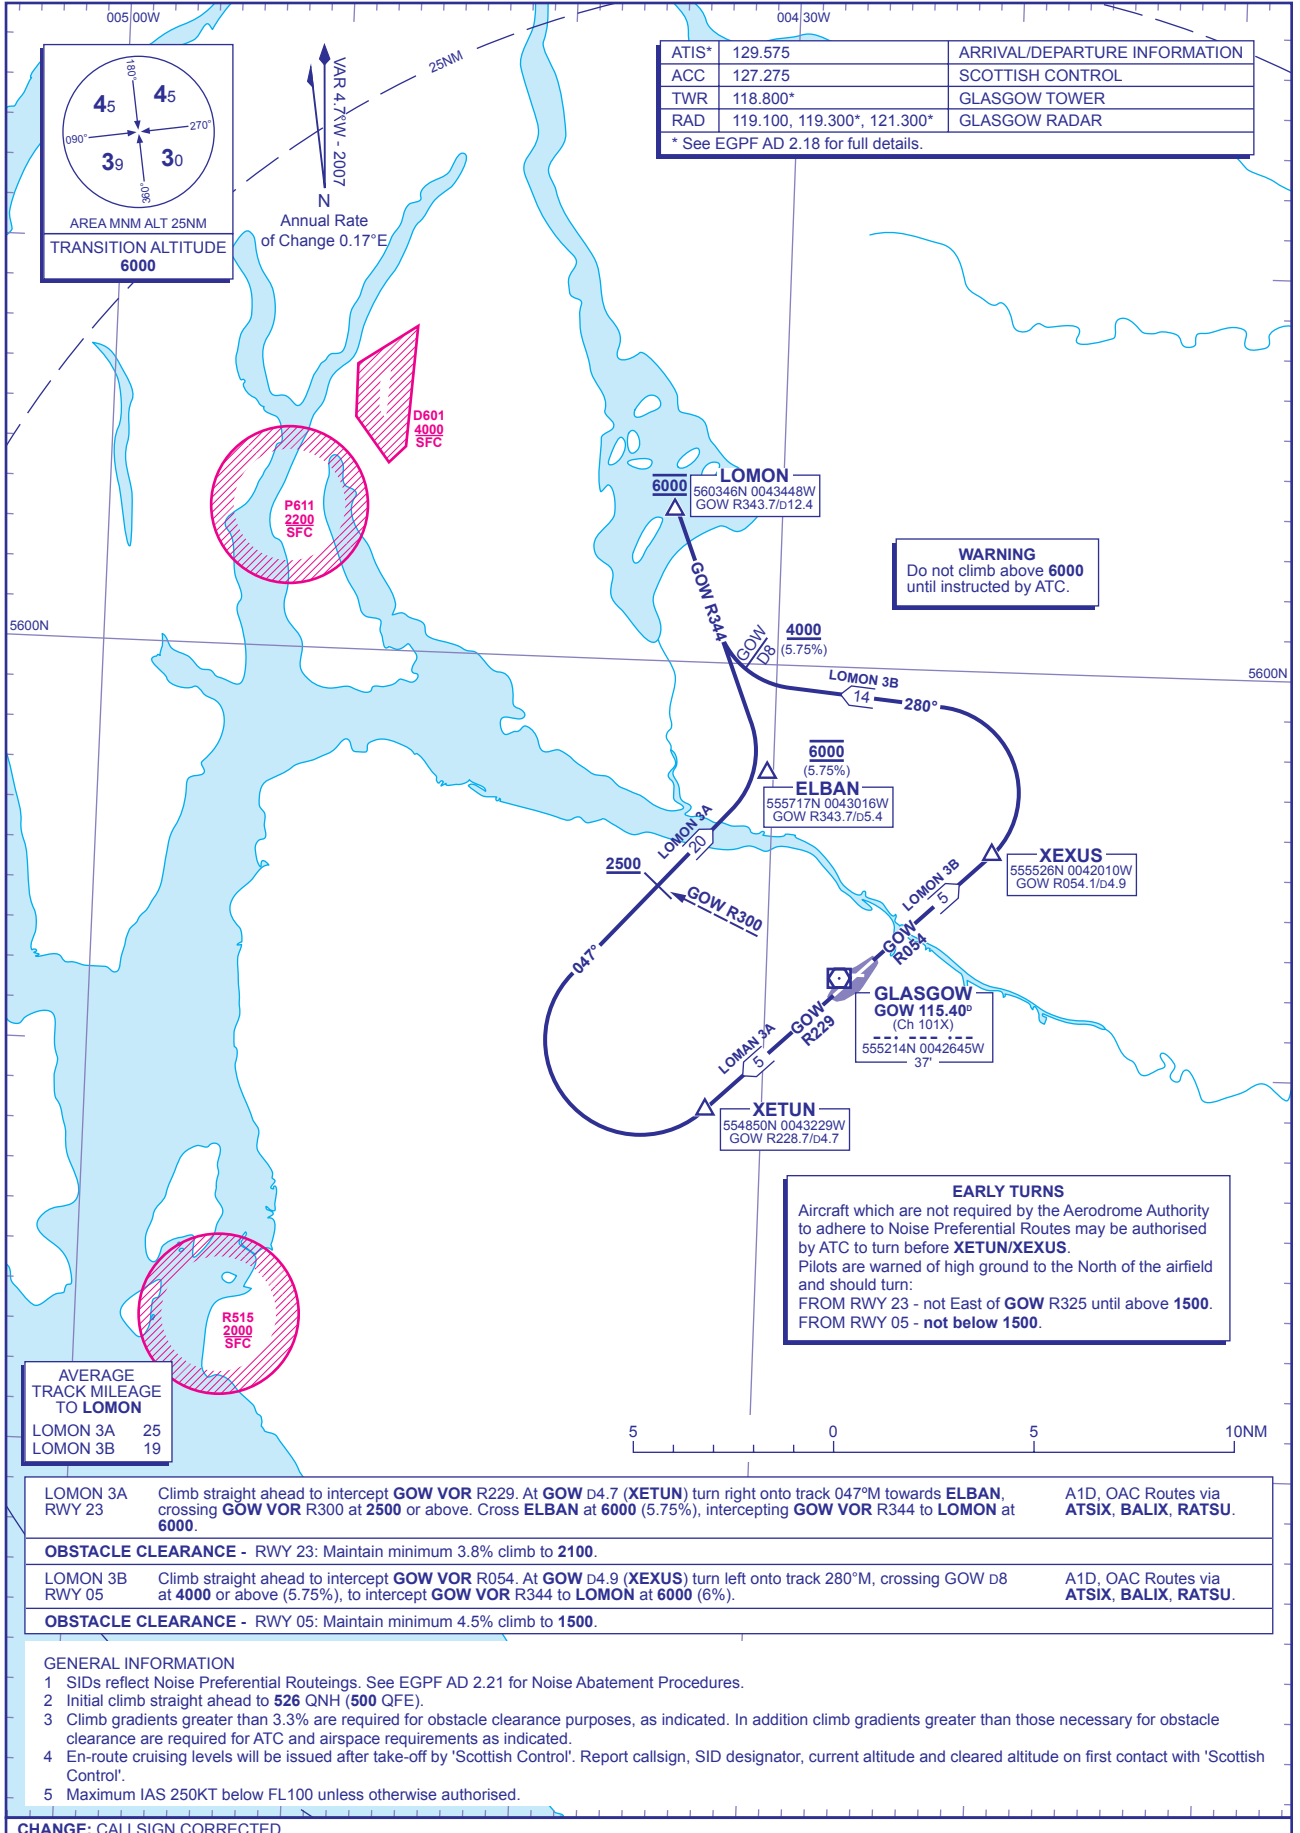 005 00W
004 30W
180°
45
45
090°
270°
39
30
360°
AREA MNM ALT 25NM
TRANSITION ALTITUDE
6000
VAR 4.7°W - 2007
N
Annual Rate
of Change 0.17°E
25NM
ATIS* 129.575 ARRIVAL/DEPARTURE INFORMATION
ACC 127.275 SCOTTISH CONTROL
TWR 118.800* GLASGOW TOWER
RAD 119.100, 119.300*, 121.300* GLASGOW RADAR
* See EGPF AD 2.18 for full details.
D601
4000
SFC
P611
2200
SFC
6000
LOMON
560346N 0043448W
GOW R343.7/D12.4
WARNING
Do not climb above 6000
until instructed by ATC.
GOW R344
5600N
GOW
D8
4000
(5.75%)
5600N
LOMON 3B
14
280°
6000
(5.75%)
ELBAN
555717N 0043016W
GOW R343.7/D5.4
LOMON 3A
20
2500
GOW R300
047°
XEXUS
555526N 0042010W
GOW R054.1/D4.9
LOMON 3B
5
GOW
R054
GLASGOW
GOW 115.40D
(Ch 101X)
555214N 0042645W
37'
GOW
R229
LOMAN 3A
5
XETUN
554850N 0043229W
GOW R228.7/D4.7
EARLY TURNS
Aircraft which are not required by the Aerodrome Authority
to adhere to Noise Preferential Routes may be authorised
by ATC to turn before XETUN/XEXUS.
Pilots are warned of high ground to the North of the airfield
and should turn:
FROM RWY 23 - not East of GOW R325 until above 1500.
FROM RWY 05 - not below 1500.
R515
2000
SFC
AVERAGE
TRACK MILEAGE
TO LOMON
LOMON 3A 25
LOMON 3B 19
5 0 5 10NM
LOMON 3A Climb straight ahead to intercept GOW VOR R229. At GOW D4.7 (XETUN) turn right onto track 047ºM towards ELBAN, A1D, OAC Routes via
RWY 23 crossing GOW VOR R300 at 2500 or above. Cross ELBAN at 6000 (5.75%), intercepting GOW VOR R344 to LOMON at ATSIX, BALIX, RATSU.
6000.
OBSTACLE CLEARANCE - RWY 23: Maintain minimum 3.8% climb to 2100.
LOMON 3B Climb straight ahead to intercept GOW VOR R054. At GOW D4.9 (XEXUS) turn left onto track 280°M, crossing GOW D8 A1D, OAC Routes via
RWY 05 at 4000 or above (5.75%), to intercept GOW VOR R344 to LOMON at 6000 (6%). ATSIX, BALIX, RATSU.
OBSTACLE CLEARANCE - RWY 05: Maintain minimum 4.5% climb to 1500.
GENERAL INFORMATION
1 SIDs reflect Noise Preferential Routeings. See EGPF AD 2.21 for Noise Abatement Procedures.
2 Initial climb straight ahead to 526 QNH (500 QFE).
3 Climb gradients greater than 3.3% are required for obstacle clearance purposes, as indicated. In addition climb gradients greater than those necessary for obstacle
clearance are required for ATC and airspace requirements as indicated.
4 En-route cruising levels will be issued after take-off by 'Scottish Control'. Report callsign, SID designator, current altitude and cleared altitude on first contact with 'Scottish
Control'.
5 Maximum IAS 250KT below FL100 unless otherwise authorised.
CHANGE: CALLSIGN CORRECTED